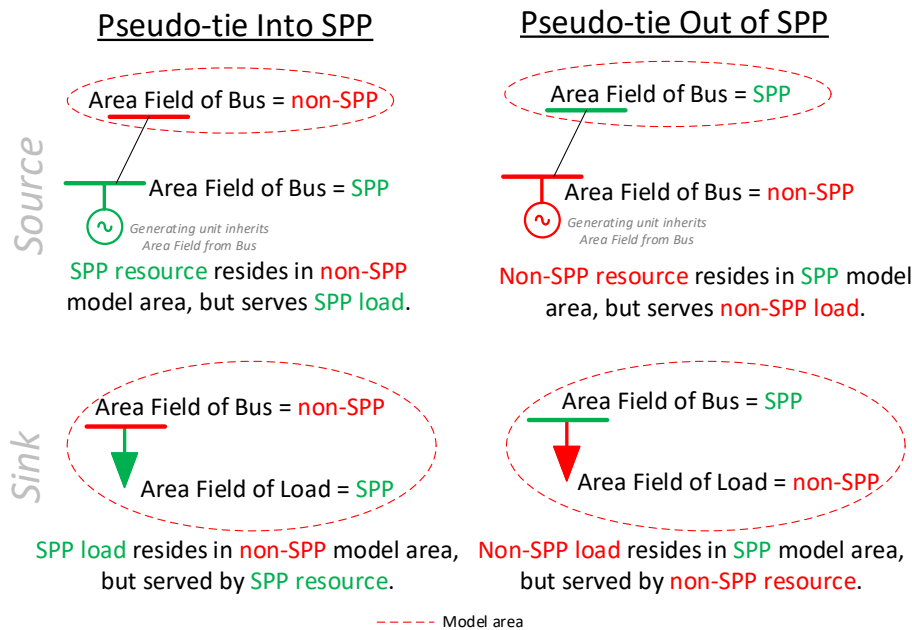 Pseudo-tie Into SPP
Pseudo-tie Out of SPP
Source
Area Field of Bus = non-SPP
Area Field of Bus = SPP
Generating unit inherits
Area Field from Bus
SPP resource resides in non-SPP
model area, but serves SPP load.
Area Field of Bus = SPP
Area Field of Bus = non-SPP
Generating unit inherits
Area Field from Bus
Non-SPP resource resides in SPP model
area, but serves non-SPP load.
Sink
Area Field of Bus = non-SPP
Area Field of Load = SPP
SPP load resides in non-SPP model area,
but served by SPP resource.
Area Field of Bus = SPP
Area Field of Load = non-SPP
Non-SPP load resides in SPP model area,
but served by non-SPP resource.
Model area